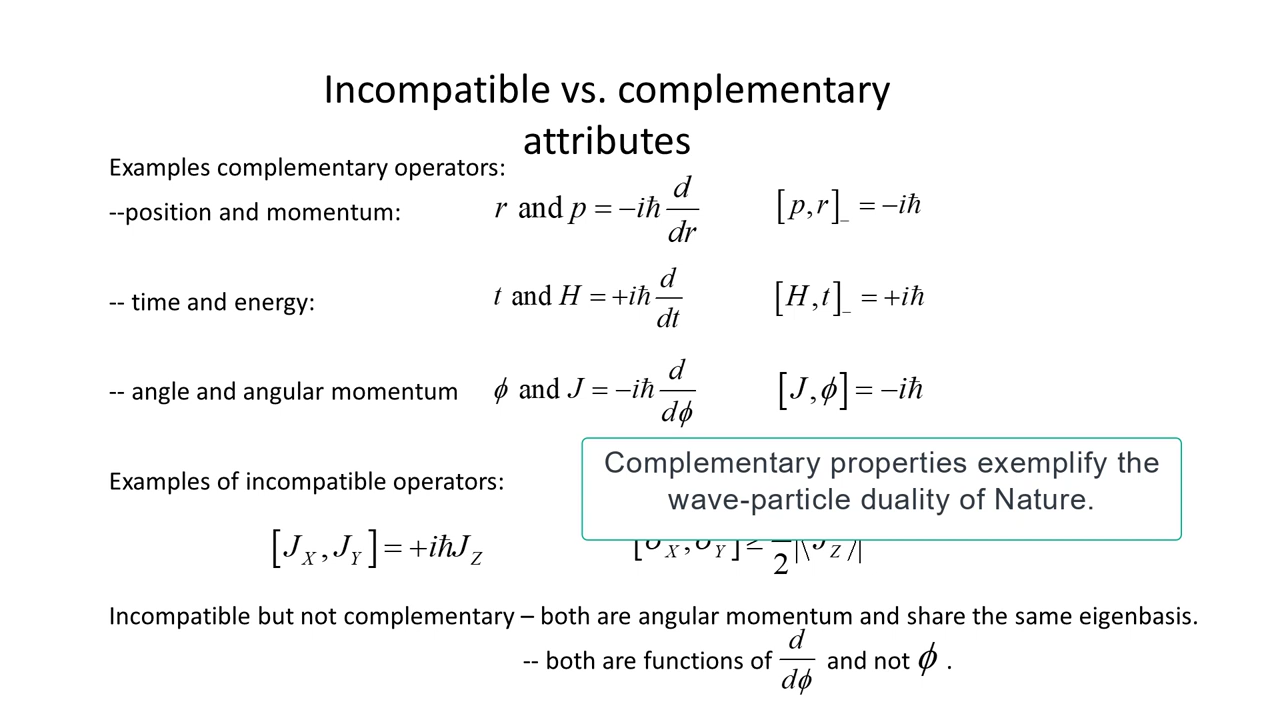 Incompatible vs. complementary
attributes
Examples complementary operators:
--position and momentum: r and p = −iħ d/dr [p,r]_ = −iħ
-- time and energy: t and H = +iħ d/dt [H,t]_ = +iħ
-- angle and angular momentum ϕ and J = −iħ d/dϕ [J,ϕ] = −iħ
Complementary properties exemplify the
wave-particle duality of Nature.
Examples of incompatible operators:
[J_X, J_Y] = +iħJ_Z
Incompatible but not complementary – both are angular momentum and share the same eigenbasis.
-- both are functions of d/dϕ and not ϕ .